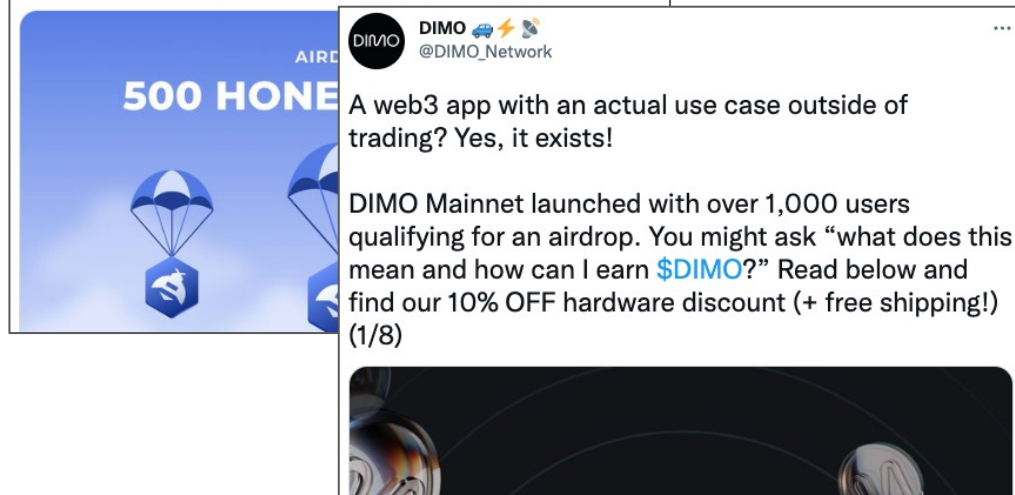 500
DIMO
DIMO 🚙⚡📡
@DIMO_Network
A web3 app with an actual use case outside of
trading? Yes, it exists!
DIMO Mainnet launched with over 1,000 users
qualifying for an airdrop. You might ask “what does this
mean and how can I earn $DIMO?” Read below and
find our 10% OFF hardware discount (+ free shipping!)
(1/8)